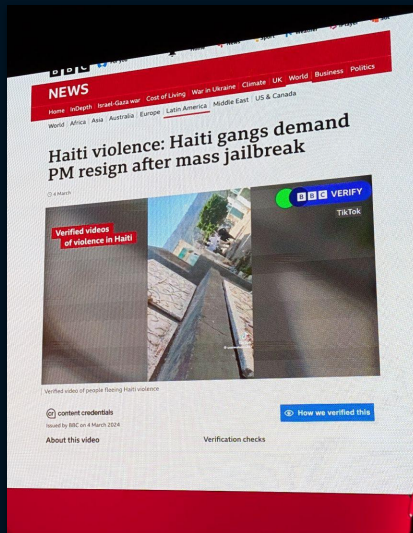 BBC
NEWS
Home InDepth Israel-Gaza war Cost of Living War in Ukraine Climate UK World Business Politics
World Africa Asia Australia Europe Latin America Middle East US & Canada
Haiti violence: Haiti gangs demand
PM resign after mass jailbreak
4 March
BBC VERIFY
TikTok
Verified videos
of violence in Haiti
Verified video of people fleeing Haiti violence
cr content credentials
How we verified this
Issued by BBC on 4 March 2024
About this video Verification checks